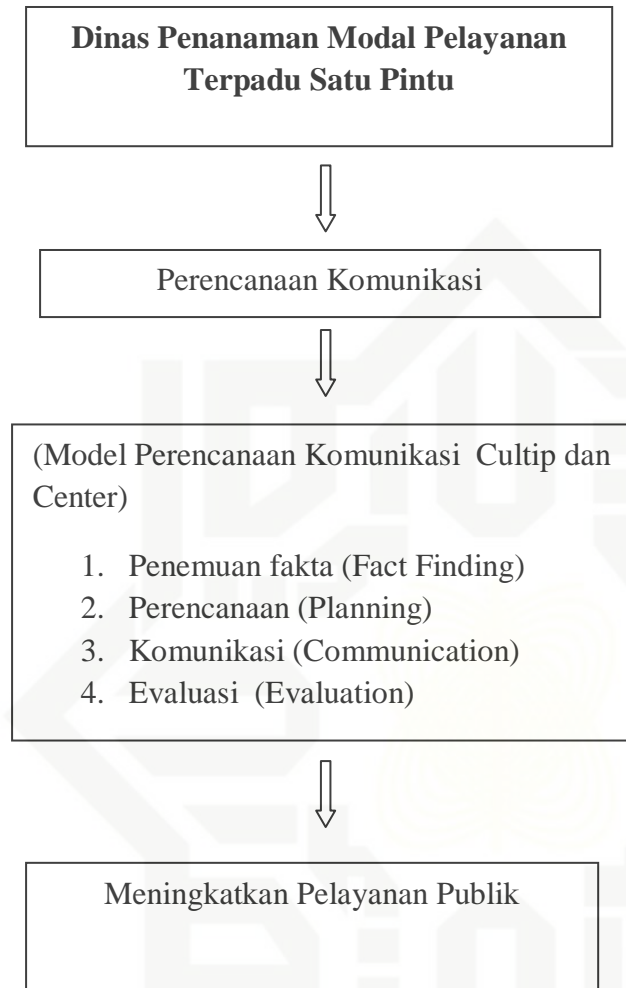 Dinas Penanaman Modal Pelayanan
Terpadu Satu Pintu
Perencanaan Komunikasi
(Model Perencanaan Komunikasi Cultip dan
Center)
1. Penemuan fakta (Fact Finding)
2. Perencanaan (Planning)
3. Komunikasi (Communication)
4. Evaluasi (Evaluation)
Meningkatkan Pelayanan Publik